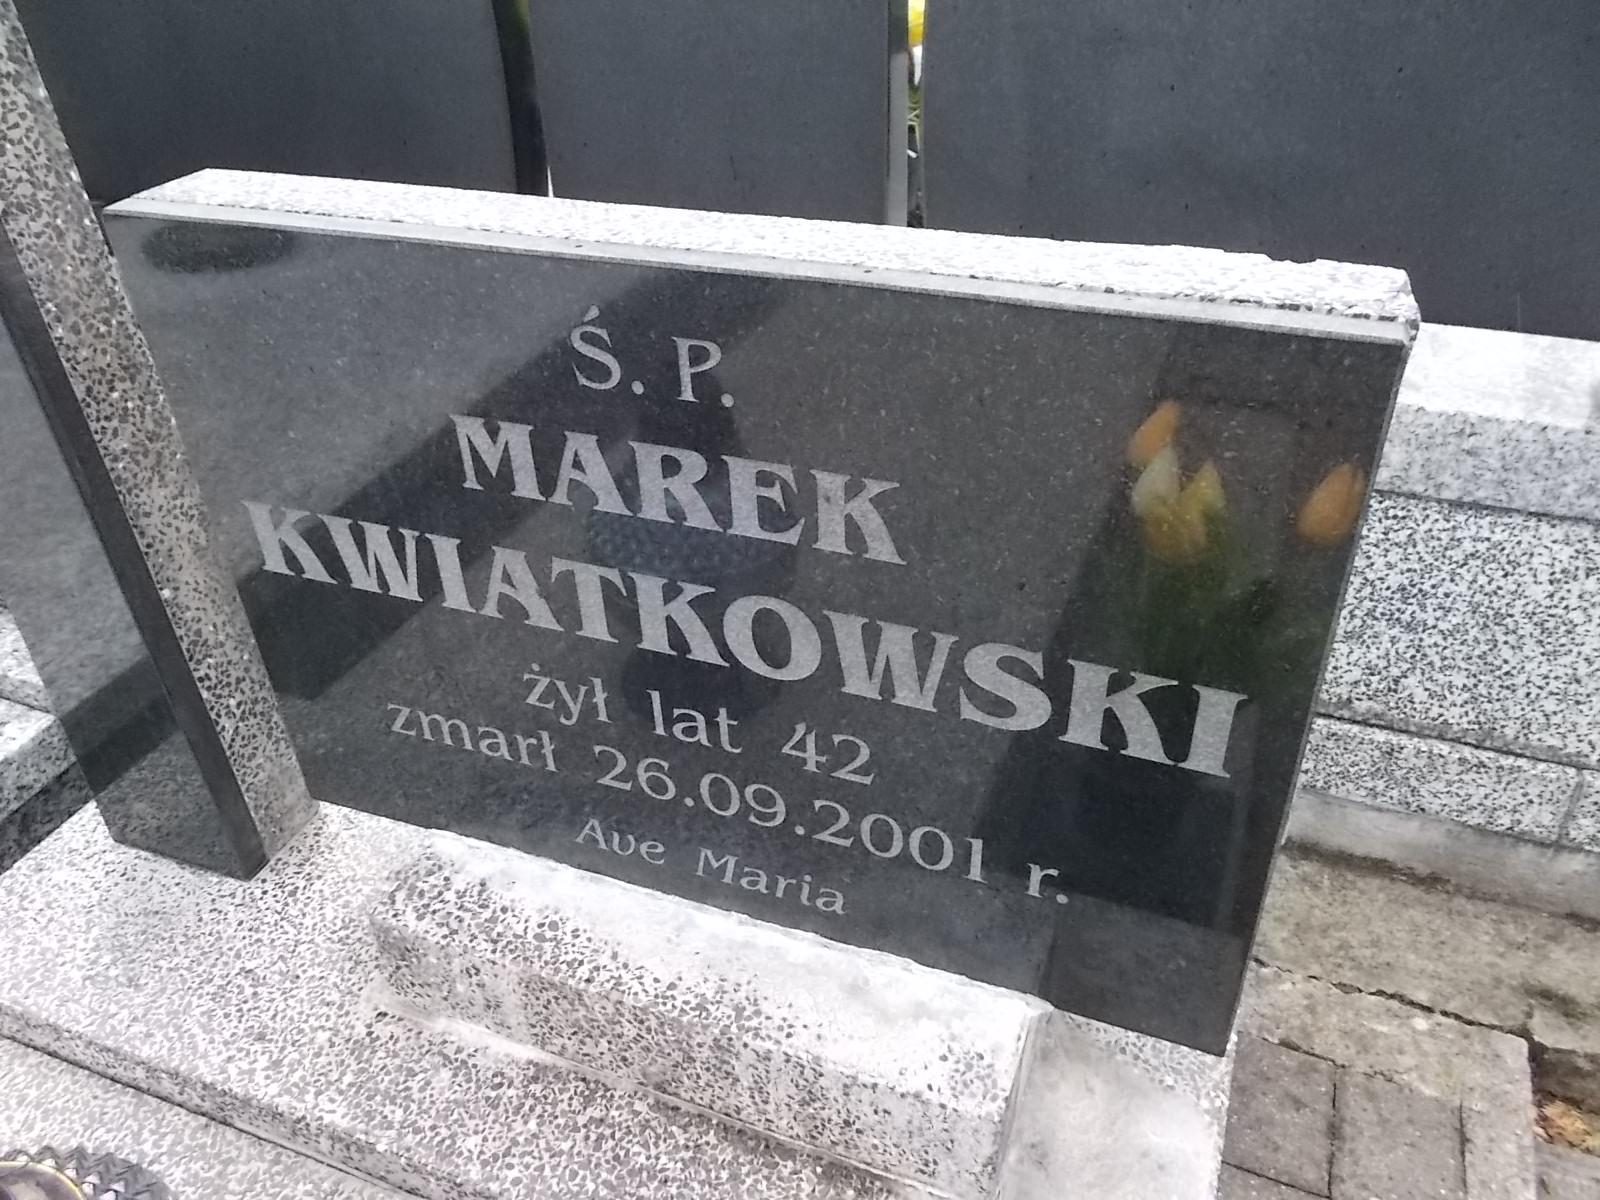 Ś. P.
MAREK
KWIATKOWSKI
żył lat 42
zmarł 26.09.2001 r.
Ave Maria